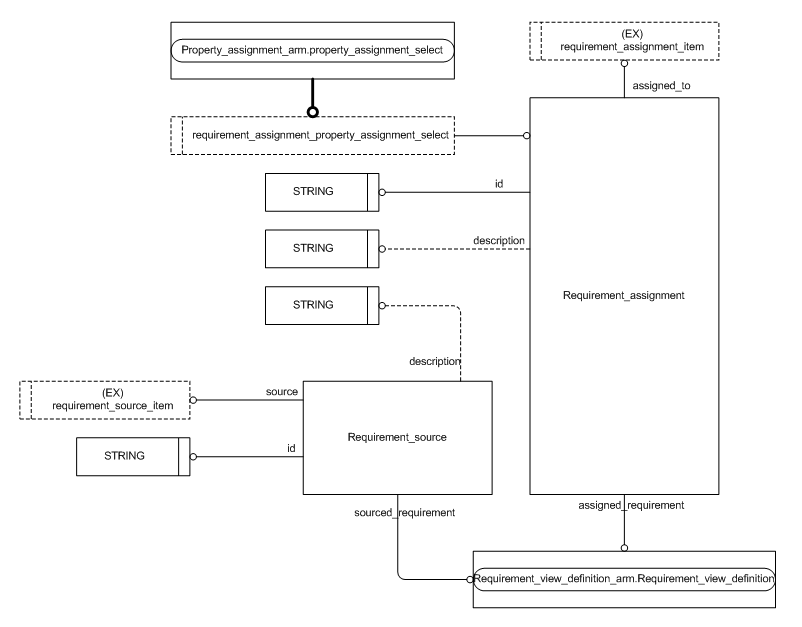 Property_assignment_arm.property_assignment_select
(EX)
requirement_assignment_item
assigned_to
requirement_assignment_property_assignment_select
STRING
id
STRING
description
STRING
Requirement_assignment
description
(EX)
requirement_source_item
source
Requirement_source
STRING
id
sourced_requirement
assigned_requirement
Requirement_view_definition_arm.Requirement_view_definition